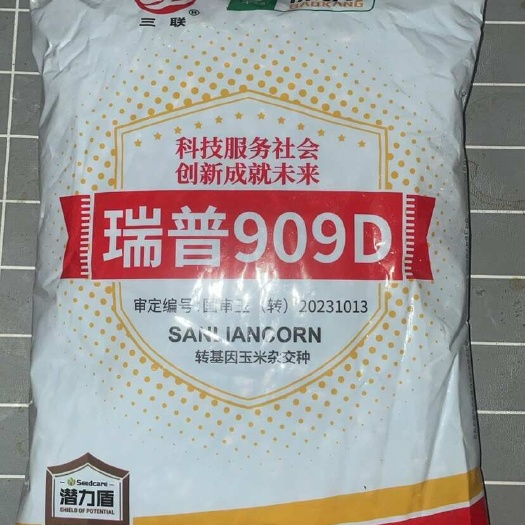 三联®
科技服务社会
创新成就未来
瑞普909D
审定编号 国审玉(转)20231013
SANLIANCORN
转基因玉米杂交种
Seedcare
潜力盾
SHIELD OF POTENTIAL